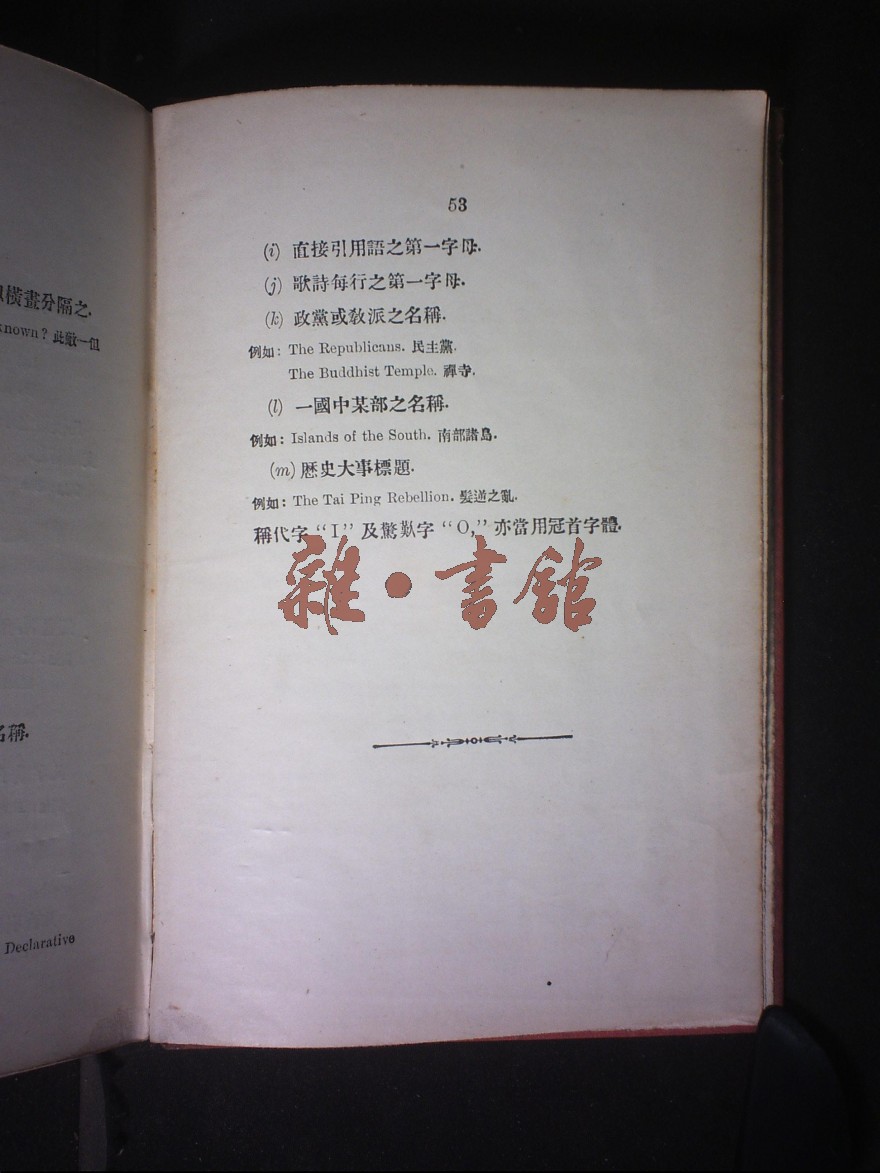 橫畫分隔之.
known? 此敵一但
名稱.
Declarative
53
(i) 直接引用語之第一字母.
(j) 歌詩每行之第一字母.
(k) 政黨或敎派之名稱.
例如: The Republicans. 民主黨.
The Buddhist Temple. 禪寺.
(l) 一國中某部之名稱.
例如: Islands of the South. 南部諸島.
(m) 歷史大事標題.
例如: The Tai Ping Rebellion. 髮逆之亂.
稱代字 “I” 及驚歎字 “O,” 亦當用冠首字體.
雜·書館